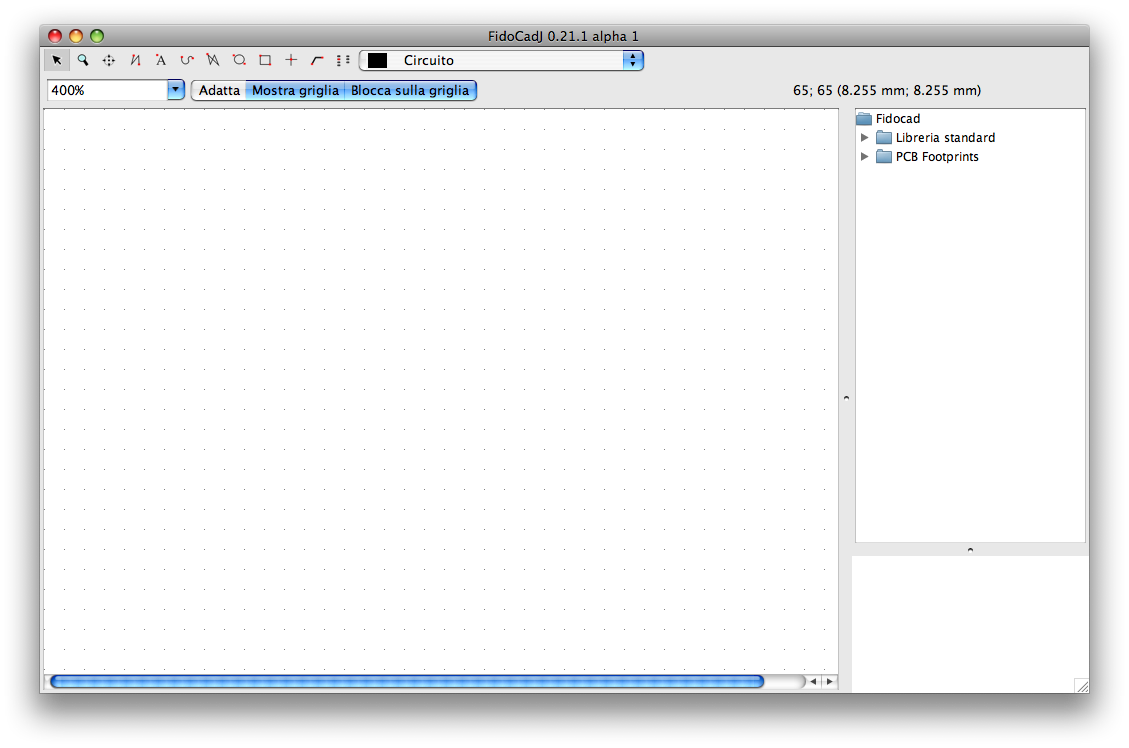 FidoCadJ 0.21.1 alpha 1
A Circuito
400% Adatta Mostra griglia Blocca sulla griglia 65; 65 (8.255 mm; 8.255 mm)
Fidocad
Libreria standard
PCB Footprints